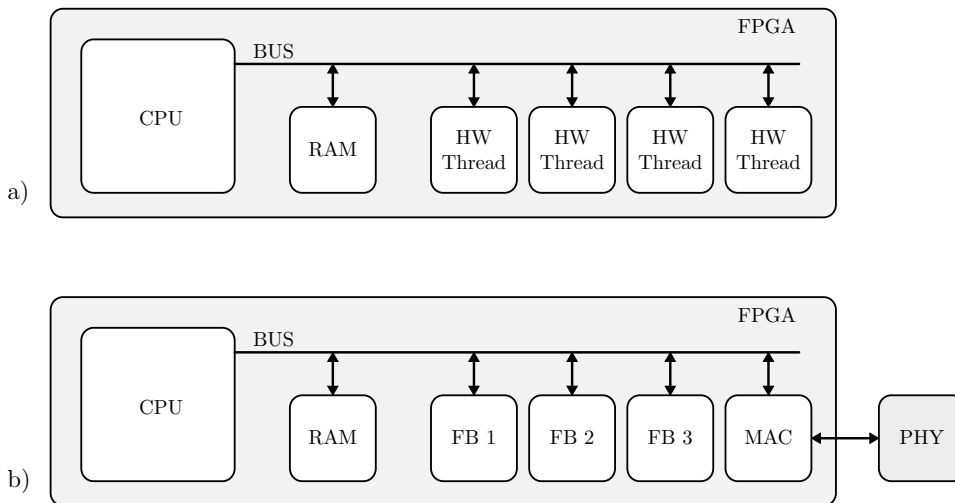 FPGA
BUS
CPU
RAM
HW Thread
HW Thread
HW Thread
HW Thread
a)
FPGA
BUS
CPU
RAM
FB 1
FB 2
FB 3
MAC
PHY
b)